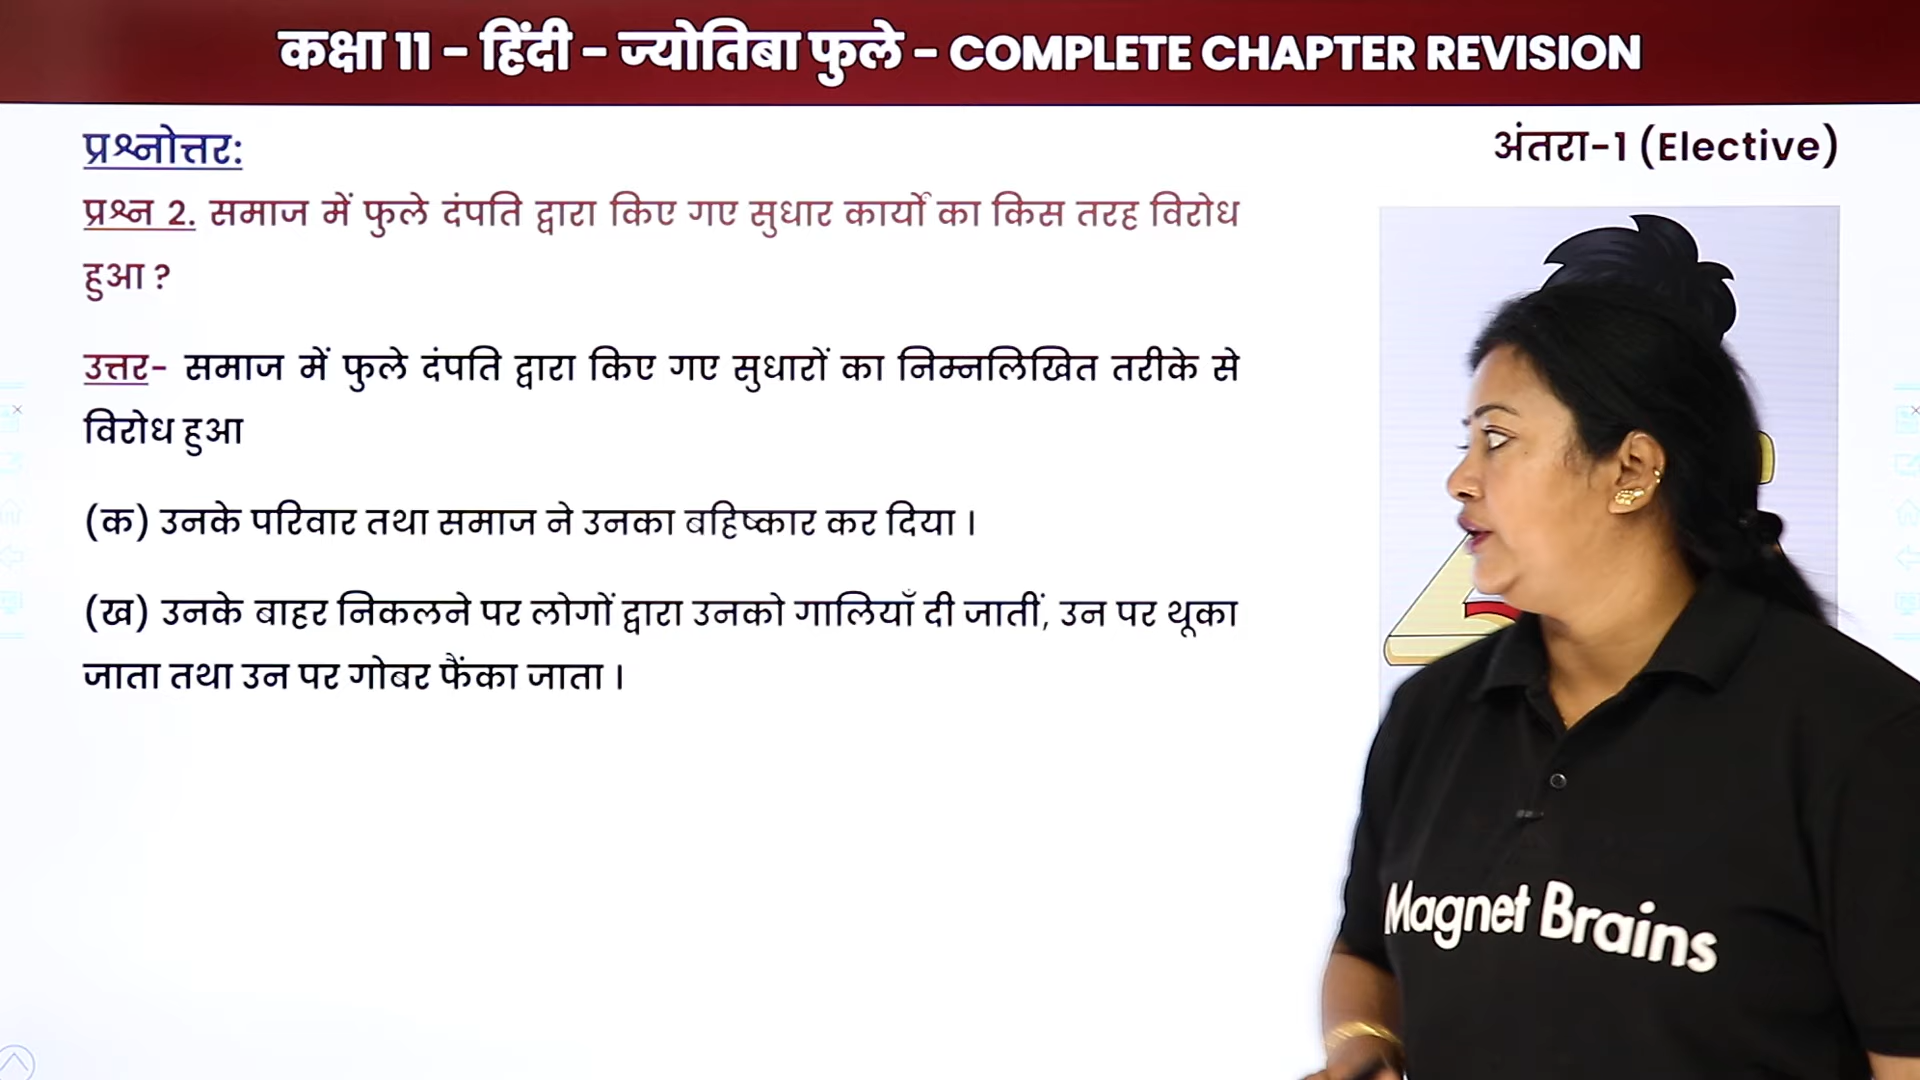 कक्षा 11 – हिंदी – ज्योतिबा फुले – COMPLETE CHAPTER REVISION
प्रश्नोत्तर:
अंतरा-1 (Elective)
प्रश्न 2. समाज में फुले दंपति द्वारा किए गए सुधार कार्यों का किस तरह विरोध
हुआ ?
उत्तर- समाज में फुले दंपति द्वारा किए गए सुधारों का निम्नलिखित तरीके से
विरोध हुआ
(क) उनके परिवार तथा समाज ने उनका बहिष्कार कर दिया ।
(ख) उनके बाहर निकलने पर लोगों द्वारा उनको गालियाँ दी जातीं, उन पर थूका
जाता तथा उन पर गोबर फैंका जाता ।
Magnet Brains